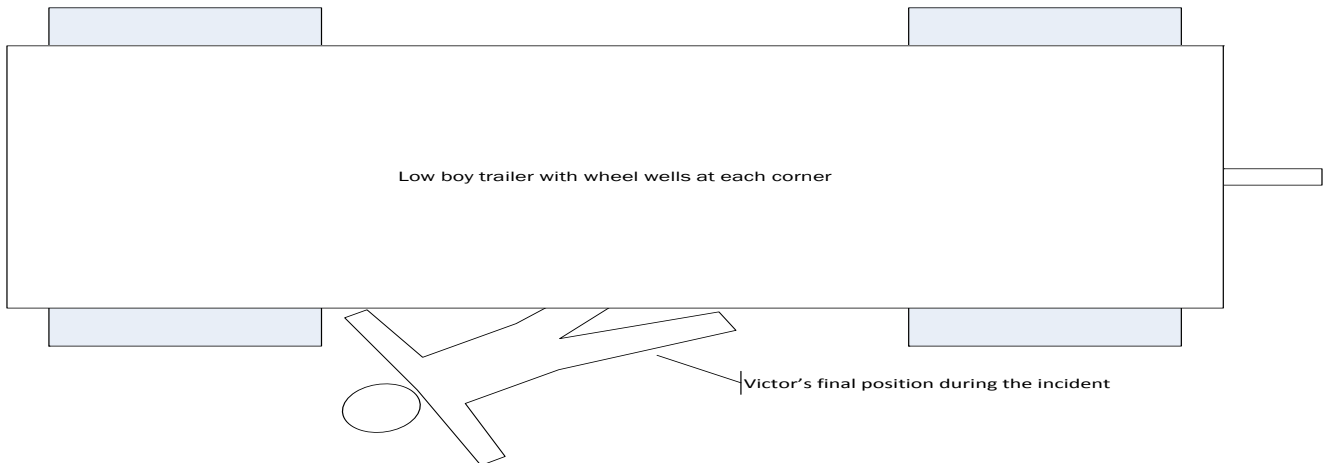 Low boy trailer with wheel wells at each corner
Victor’s final position during the incident